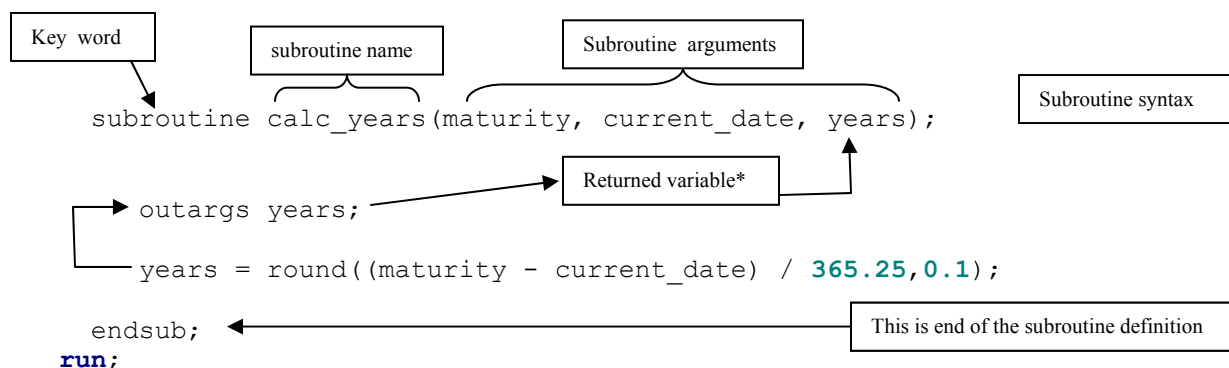 Key word
subroutine name
Subroutine arguments
Subroutine syntax
subroutine calc_years(maturity, current_date, years);
Returned variable*
outargs years;
years = round((maturity - current_date) / 365.25,0.1);
endsub;
This is end of the subroutine definition
run;